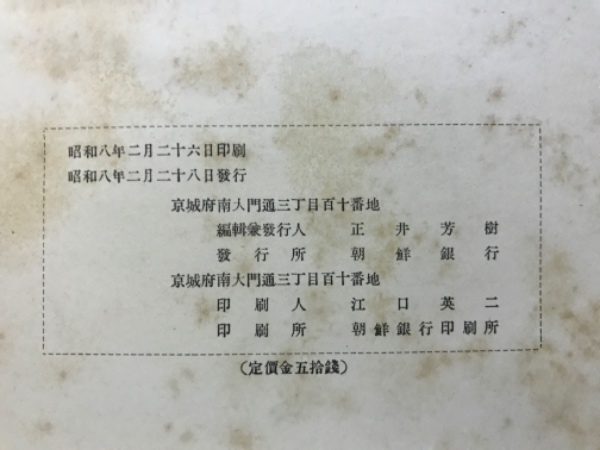 昭和八年二月二十六日印刷
昭和八年二月二十八日發行
京城府南大門通三丁目百十番地
編輯兼發行人 正井芳樹
發行所 朝鮮銀行
京城府南大門通三丁目百十番地
印刷人 江口英二
印刷所 朝鮮銀行印刷所
(定價金五拾錢)